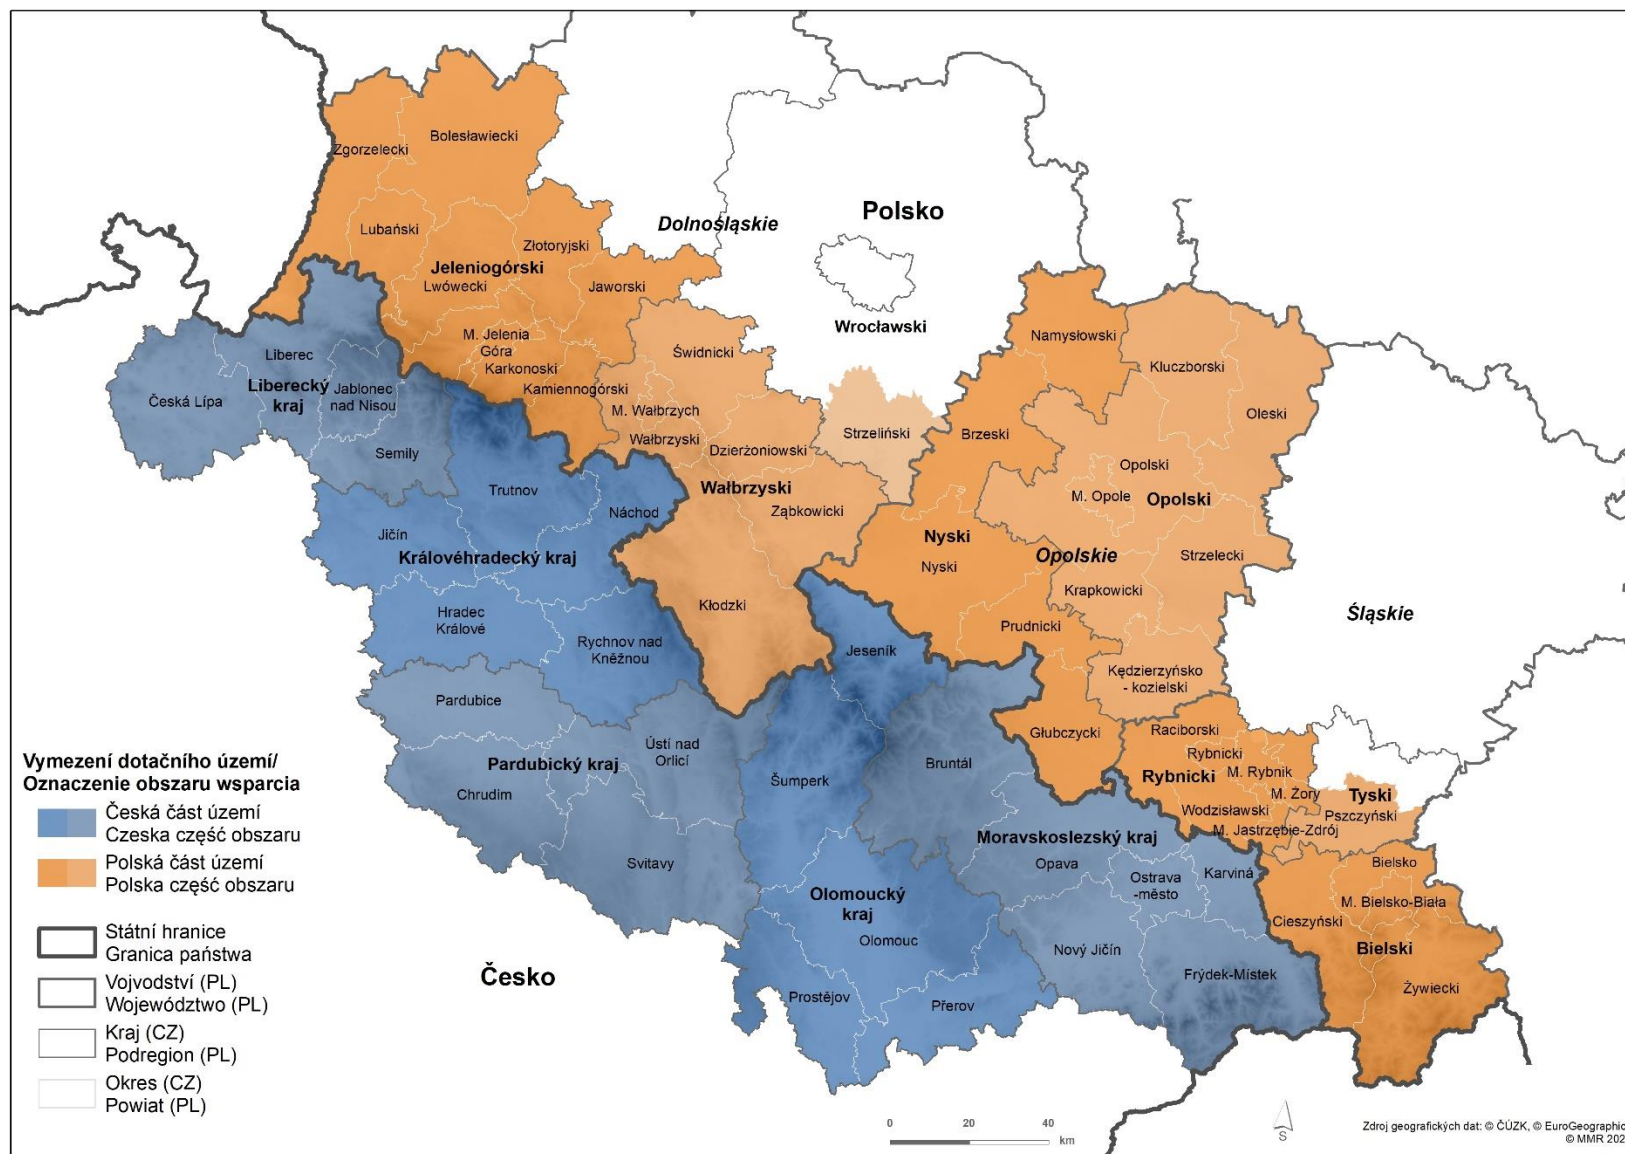 Bolesławiecki
Zgorzelecki
Polsko
Dolnośląskie
Lubański
Złotoryjski
Jeleniogórski
Lwówecki
Jaworski
Wrocławski
Namysłowski
M. Jelenia
Góra
Karkonoski
Świdnicki
Kluczborski
Liberec
Liberecký
kraj
Jablonec
nad Nisou
Česká Lípa
Kamiennogórski
M. Wałbrzych
Wałbrzyski
Dzierżoniowski
Strzeliński
Brzeski
Oleski
Semily
Trutnov
Wałbrzyski
Ząbkowicki
Opolski
M. Opole
Opolski
Náchod
Jičín
Královéhradecký kraj
Nyski
Nyski
Opolskie
Strzelecki
Krapkowicki
Kłodzki
Hradec
Králové
Rychnov nad
Kněžnou
Jeseník
Prudnicki
Śląskie
Kędzierzyńsko
- kozielski
Pardubice
Ústí nad
Orlicí
Pardubický kraj
Chrudim
Svitavy
Šumperk
Bruntál
Głubczycki
Raciborski
Rybnicki
Rybnicki
M. Rybnik
M. Żory
Wodzisławski
M. Jastrzębie-Zdrój
Tyski
Pszczyński
Moravskoslezský kraj
Opava
Ostrava
-město
Karviná
Bielsko
M. Bielsko-Biała
Cieszyński
Bielski
Żywiecki
Olomoucký
kraj
Olomouc
Nový Jičín
Frýdek-Místek
Prostějov
Přerov
Česko
Vymezení dotačního území/
Oznaczenie obszaru wsparcia
Česká část území
Czeska część obszaru
Polská část území
Polska część obszaru
Státní hranice
Granica państwa
Vojvodství (PL)
Województwo (PL)
Kraj (CZ)
Podregion (PL)
Okres (CZ)
Powiat (PL)
0 20 40
km
S
Zdroj geografických dat: © ČÚZK, © EuroGeographic
© MMR 202